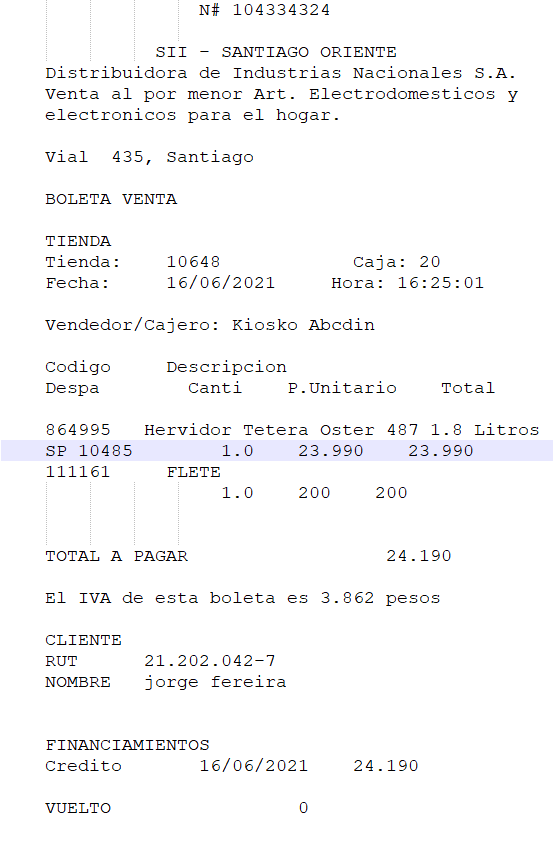 N# 104334324
SII - SANTIAGO ORIENTE
Distribuidora de Industrias Nacionales S.A.
Venta al por menor Art. Electrodomesticos y
electronicos para el hogar.
Vial 435, Santiago
BOLETA VENTA
TIENDA
Tienda: 10648 Caja: 20
Fecha: 16/06/2021 Hora: 16:25:01
Vendedor/Cajero: Kiosko Abcdin
Codigo Descripcion
Despa Canti P.Unitario Total
864995 Hervidor Tetera Oster 487 1.8 Litros
SP 10485 1.0 23.990 23.990
111161 FLETE
1.0 200 200
TOTAL A PAGAR 24.190
El IVA de esta boleta es 3.862 pesos
CLIENTE
RUT 21.202.042-7
NOMBRE jorge fereira
FINANCIAMIENTOS
Credito 16/06/2021 24.190
VUELTO 0